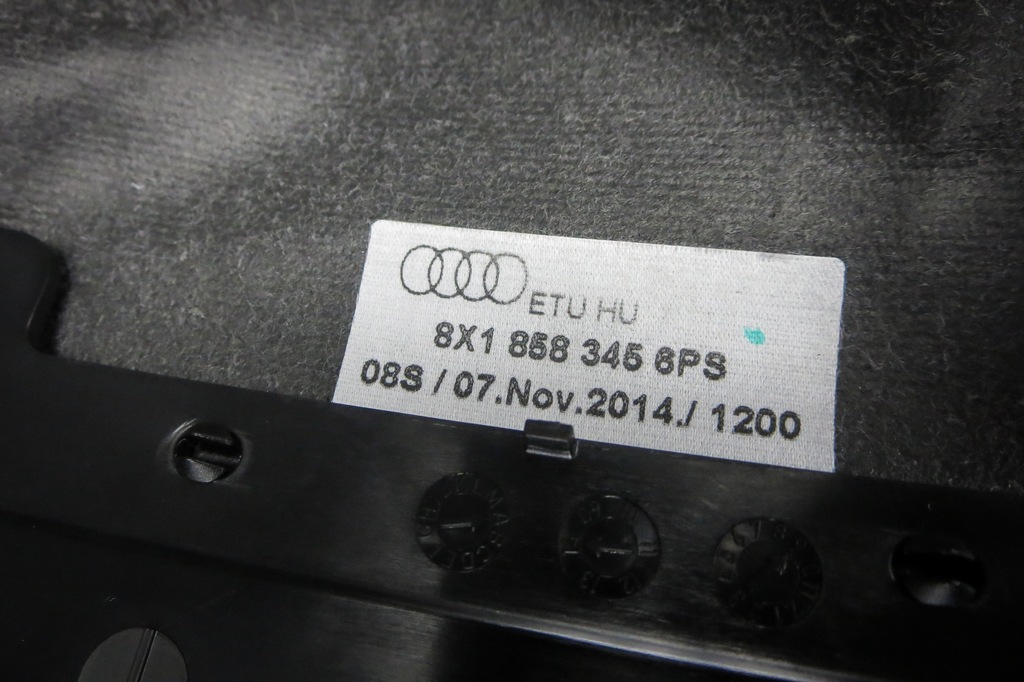 ETU HU
8X1 858 345 6PS
08S / 07.Nov.2014./ 1200